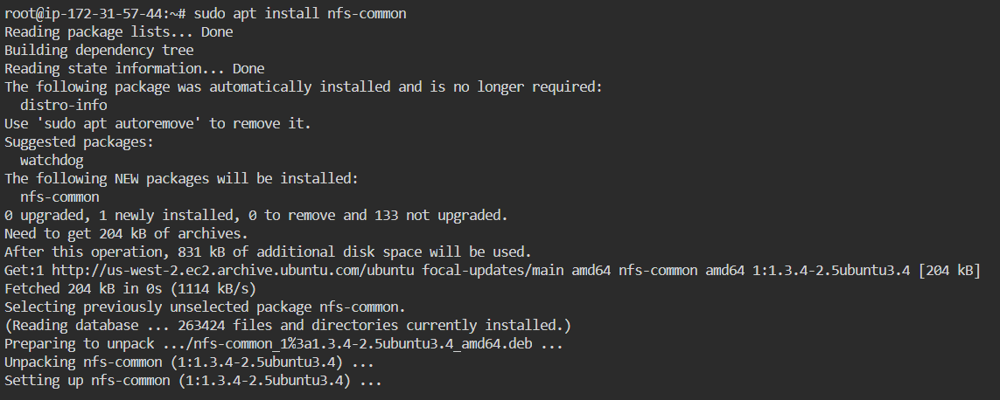 root@ip-172-31-57-44:~# sudo apt install nfs-common
Reading package lists... Done
Building dependency tree
Reading state information... Done
The following package was automatically installed and is no longer required:
  distro-info
Use 'sudo apt autoremove' to remove it.
Suggested packages:
  watchdog
The following NEW packages will be installed:
  nfs-common
0 upgraded, 1 newly installed, 0 to remove and 133 not upgraded.
Need to get 204 kB of archives.
After this operation, 831 kB of additional disk space will be used.
Get:1 http://us-west-2.ec2.archive.ubuntu.com/ubuntu focal-updates/main amd64 nfs-common amd64 1:1.3.4-2.5ubuntu3.4 [204 kB]
Fetched 204 kB in 0s (1114 kB/s)
Selecting previously unselected package nfs-common.
(Reading database ... 263424 files and directories currently installed.)
Preparing to unpack .../nfs-common_1%3a1.3.4-2.5ubuntu3.4_amd64.deb ...
Unpacking nfs-common (1:1.3.4-2.5ubuntu3.4) ...
Setting up nfs-common (1:1.3.4-2.5ubuntu3.4) ...